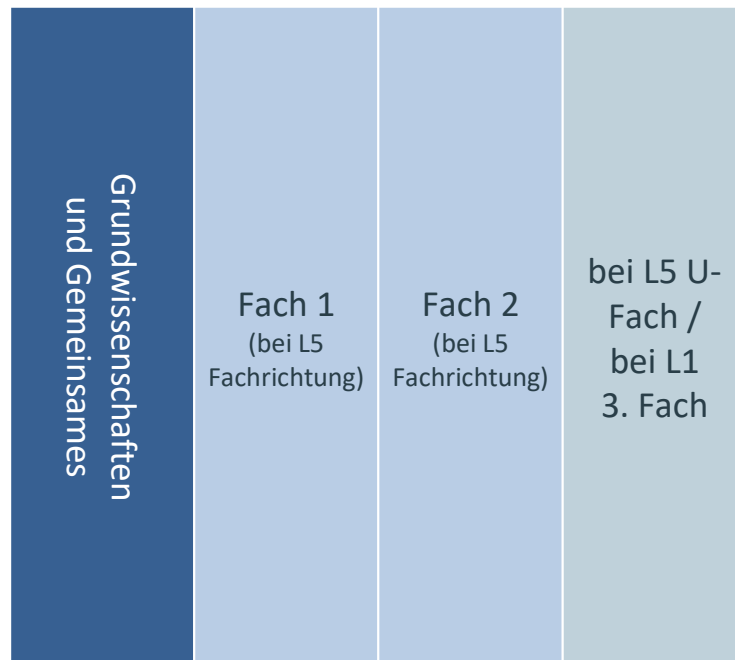 Grundwissenschaften
und Gemeinsames
Fach 1
(bei L5
Fachrichtung)
Fach 2
(bei L5
Fachrichtung)
bei L5 U-
Fach /
bei L1
3. Fach